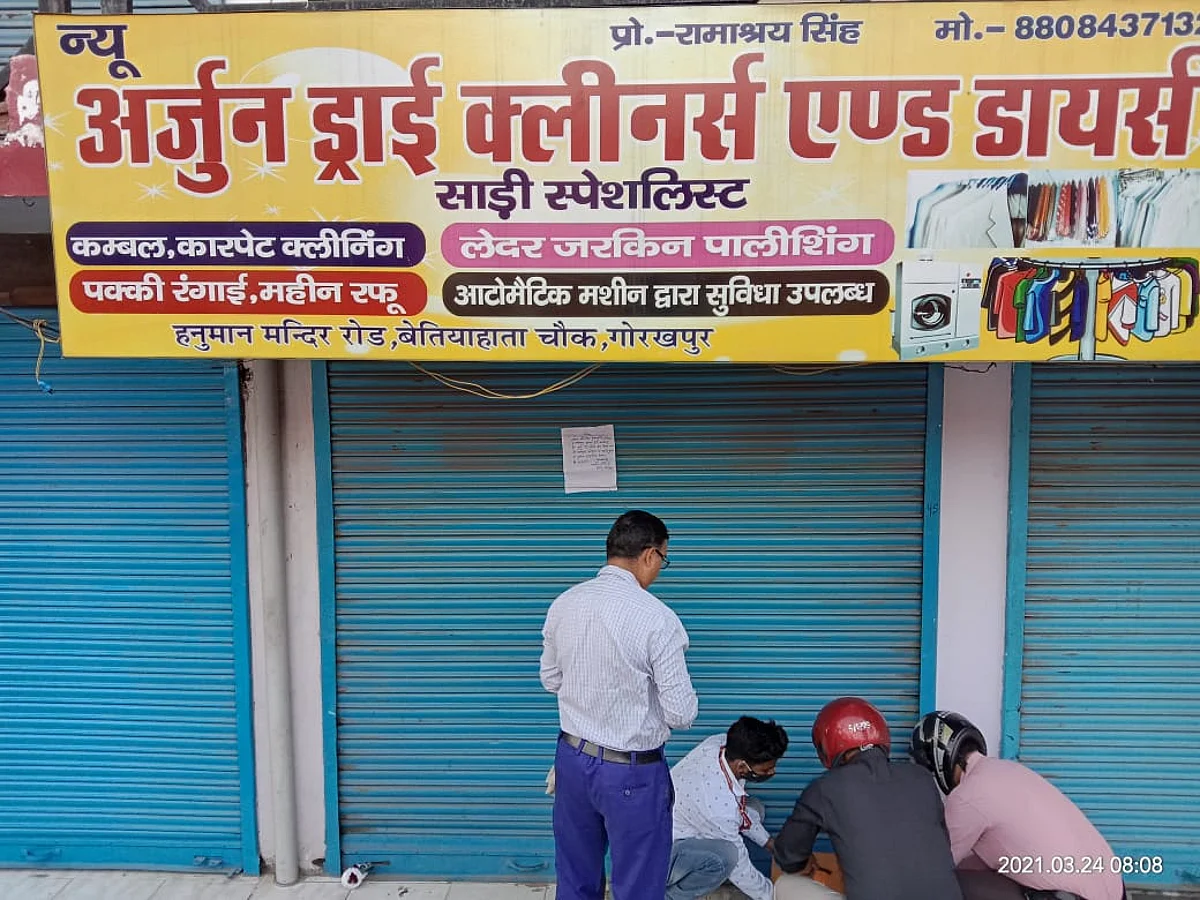 न्यू
प्रो.-रामाश्रय सिंह
मो.- 880843713
अर्जुन ड्राई क्लीनर्स एण्ड डायर्स
साड़ी स्पेशलिस्ट
कम्बल,कारपेट क्लीनिंग
लेदर जरकिन पालीशिंग
पक्की रंगाई,महीन रफू
आटोमैटिक मशीन द्वारा सुविधा उपलब्ध
हनुमान मन्दिर रोड,बेतियाहाता चौक,गोरखपुर
2021.03.24 08:08